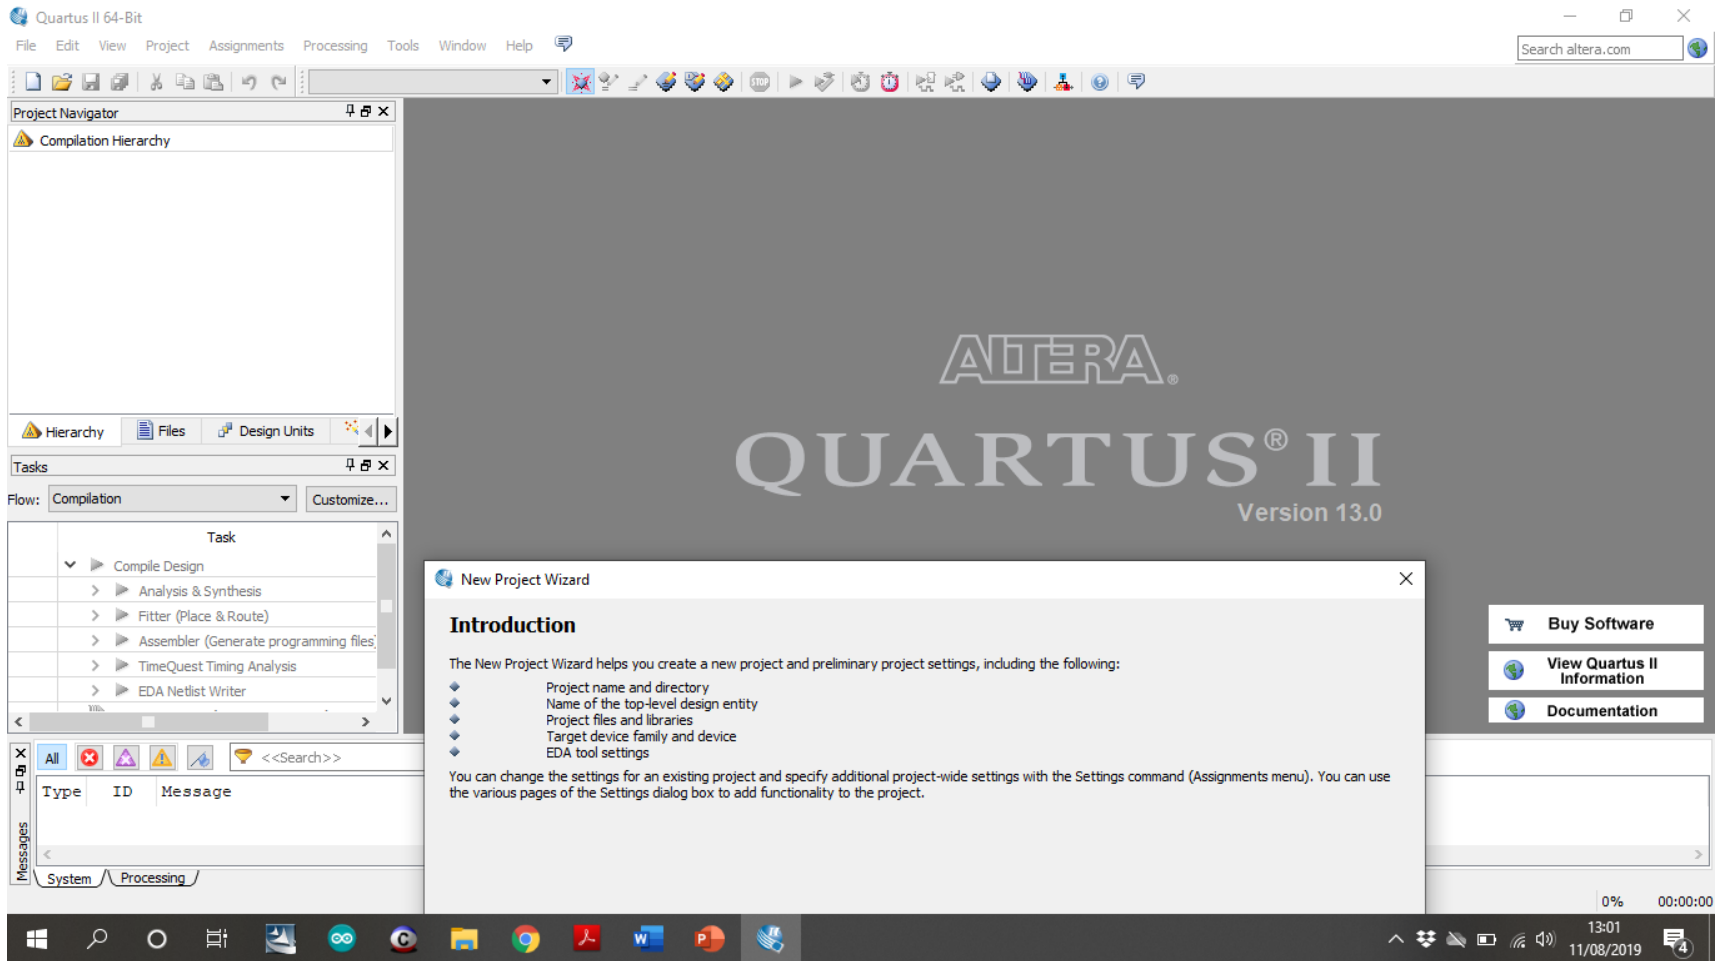 Quartus II 64-Bit
File Edit View Project Assignments Processing Tools Window Help
Search altera.com
STOP
Project Navigator
Compilation Hierarchy
Hierarchy Files Design Units
Tasks
Flow: Compilation Customize...
Task
Compile Design
Analysis & Synthesis
Fitter (Place & Route)
Assembler (Generate programming files)
TimeQuest Timing Analysis
EDA Netlist Writer
ALTERA®
QUARTUS® II
Version 13.0
Buy Software
View Quartus II
Information
Documentation
New Project Wizard
Introduction
The New Project Wizard helps you create a new project and preliminary project settings, including the following:
Project name and directory
Name of the top-level design entity
Project files and libraries
Target device family and device
EDA tool settings
You can change the settings for an existing project and specify additional project-wide settings with the Settings command (Assignments menu). You can use
the various pages of the Settings dialog box to add functionality to the project.
All <<Search>>
Type ID Message
Messages
System Processing
0% 00:00:00
13:01
11/08/2019
4